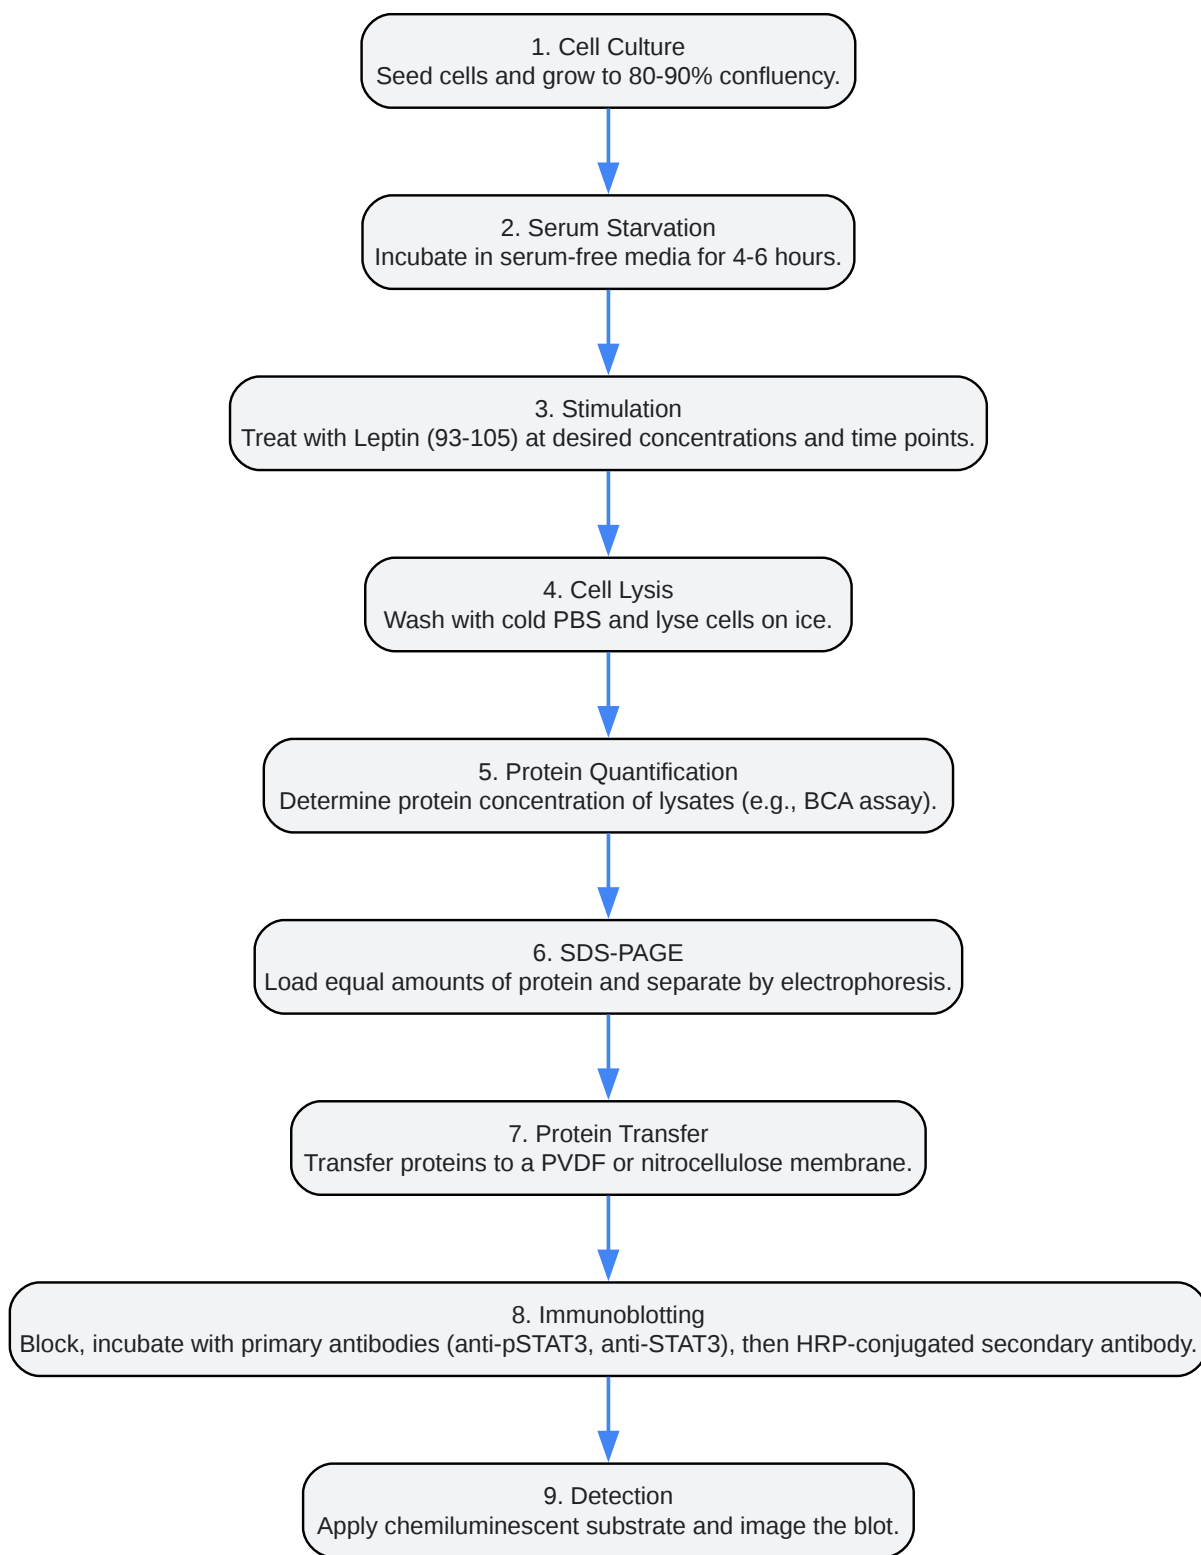 1. Cell Culture
Seed cells and grow to 80-90% confluency.
2. Serum Starvation
Incubate in serum-free media for 4-6 hours.
3. Stimulation
Treat with Leptin (93-105) at desired concentrations and time points.
4. Cell Lysis
Wash with cold PBS and lyse cells on ice.
5. Protein Quantification
Determine protein concentration of lysates (e.g., BCA assay).
6. SDS-PAGE
Load equal amounts of protein and separate by electrophoresis.
7. Protein Transfer
Transfer proteins to a PVDF or nitrocellulose membrane.
8. Immunoblotting
Block, incubate with primary antibodies (anti-pSTAT3, anti-STAT3), then HRP-conjugated secondary antibody.
9. Detection
Apply chemiluminescent substrate and image the blot.